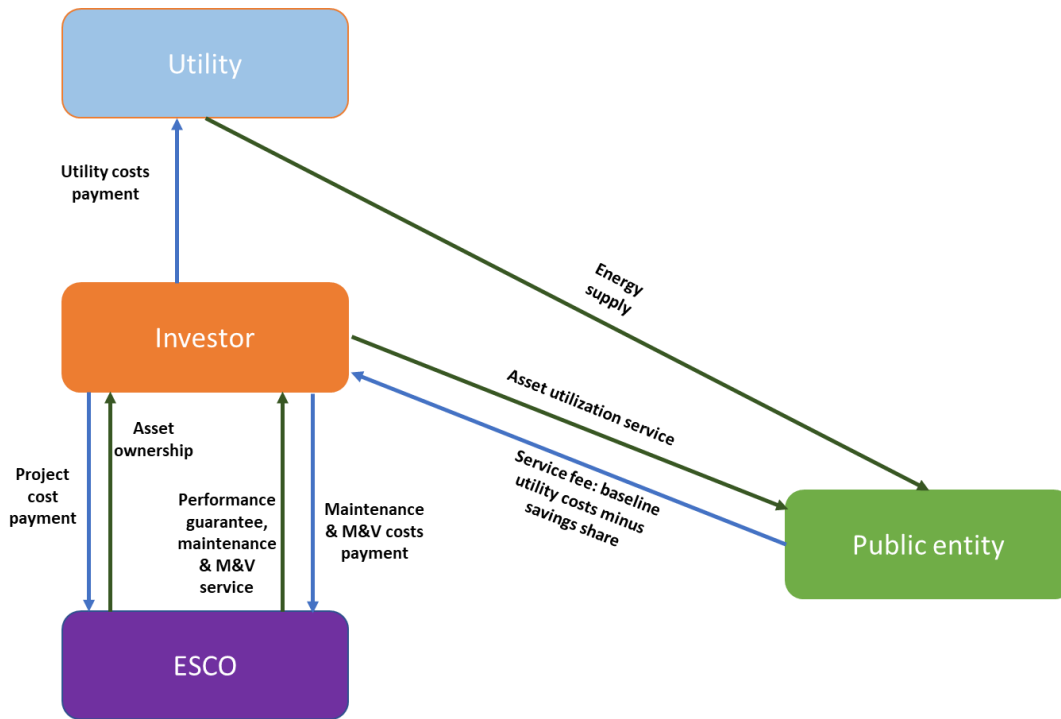 Utility
Utility costs
payment
Energy
supply
Investor
Asset utilization service
Asset
ownership
Project
cost
payment
Performance
guarantee,
maintenance
& M&V
service
Maintenance
& M&V costs
payment
Service fee: baseline
utility costs minus
savings share
Public entity
ESCO